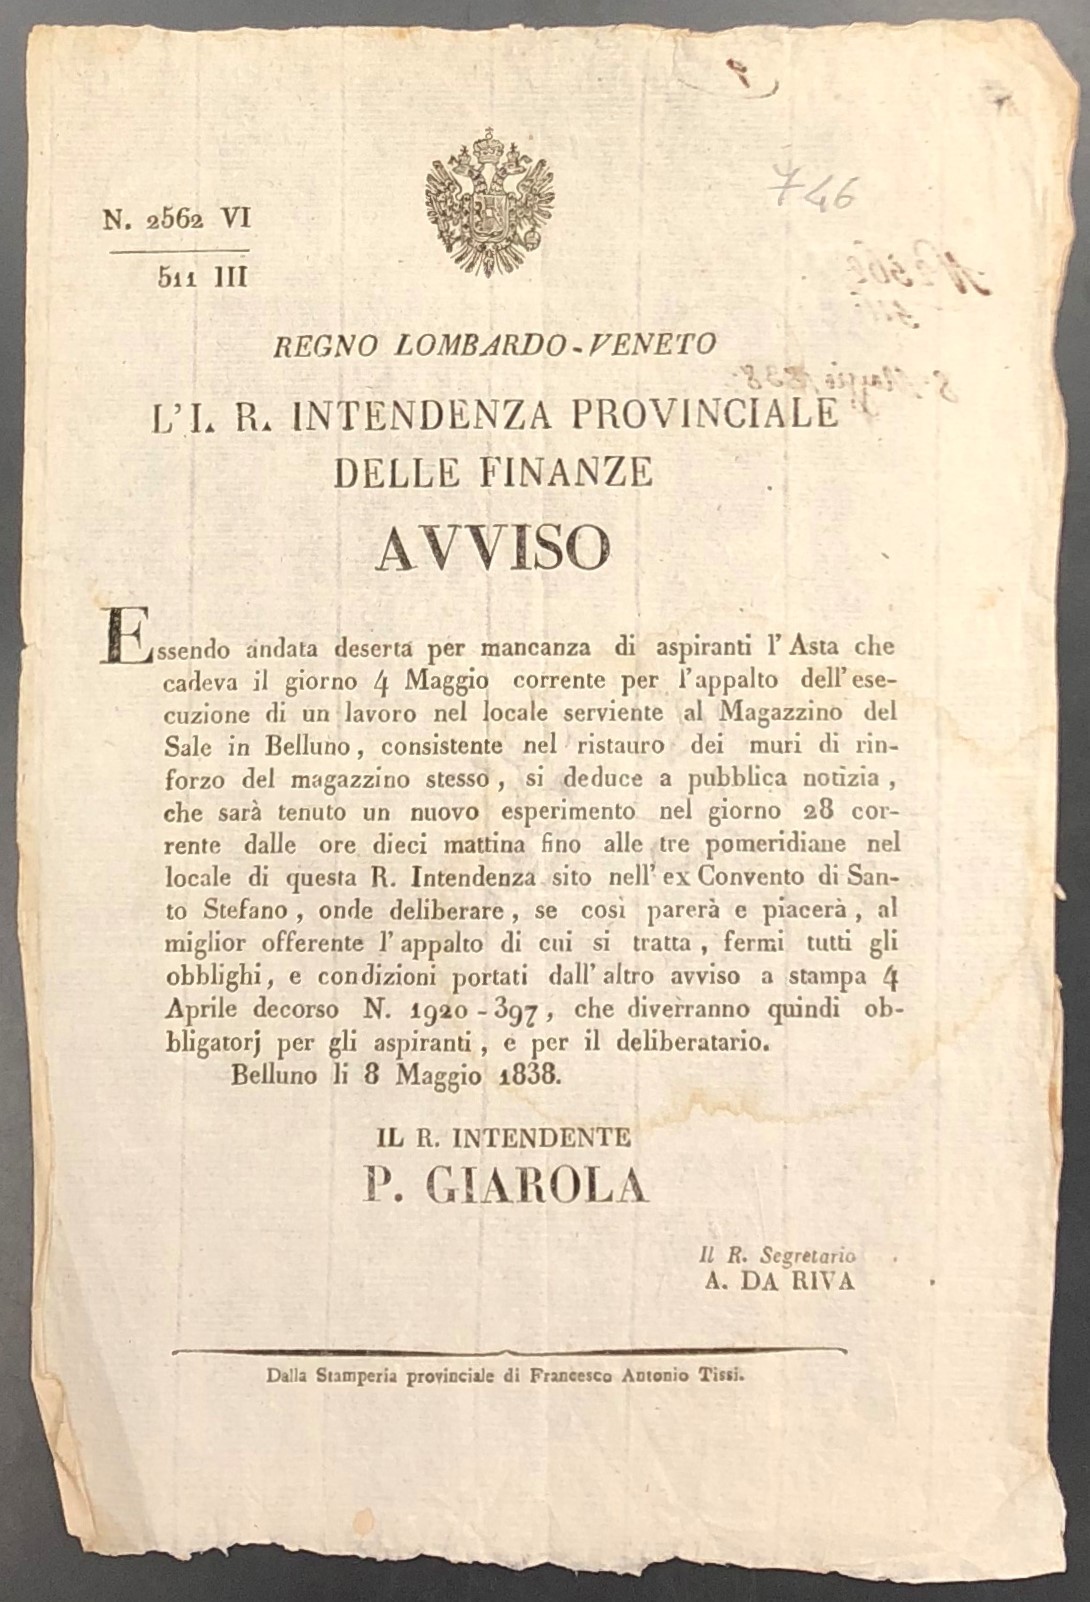 9
746
N. 2562 VI
511 III
N 2562
511
8. Maggio 1838.
REGNO LOMBARDO-VENETO
L'I. R. INTENDENZA PROVINCIALE
DELLE FINANZE
AVVISO
Essendo andata deserta per mancanza di aspiranti l'Asta che
cadeva il giorno 4 Maggio corrente per l'appalto dell'ese-
cuzione di un lavoro nel locale serviente al Magazzino del
Sale in Belluno, consistente nel ristauro dei muri di rin-
forzo del magazzino stesso, si deduce a pubblica notizia,
che sarà tenuto un nuovo esperimento nel giorno 28 cor-
rente dalle ore dieci mattina fino alle tre pomeridiane nel
locale di questa R. Intendenza sito nell'ex Convento di San-
to Stefano, onde deliberare, se così parerà e piacerà, al
miglior offerente l'appalto di cui si tratta, fermi tutti gli
obblighi, e condizioni portati dall'altro avviso a stampa 4
Aprile decorso N. 1920-397, che diverranno quindi ob-
bligatorj per gli aspiranti, e per il deliberatario.
Belluno li 8 Maggio 1838.
IL R. INTENDENTE
P. GIAROLA
Il R. Segretario
A. DA RIVA
Dalla Stamperia provinciale di Francesco Antonio Tissi.